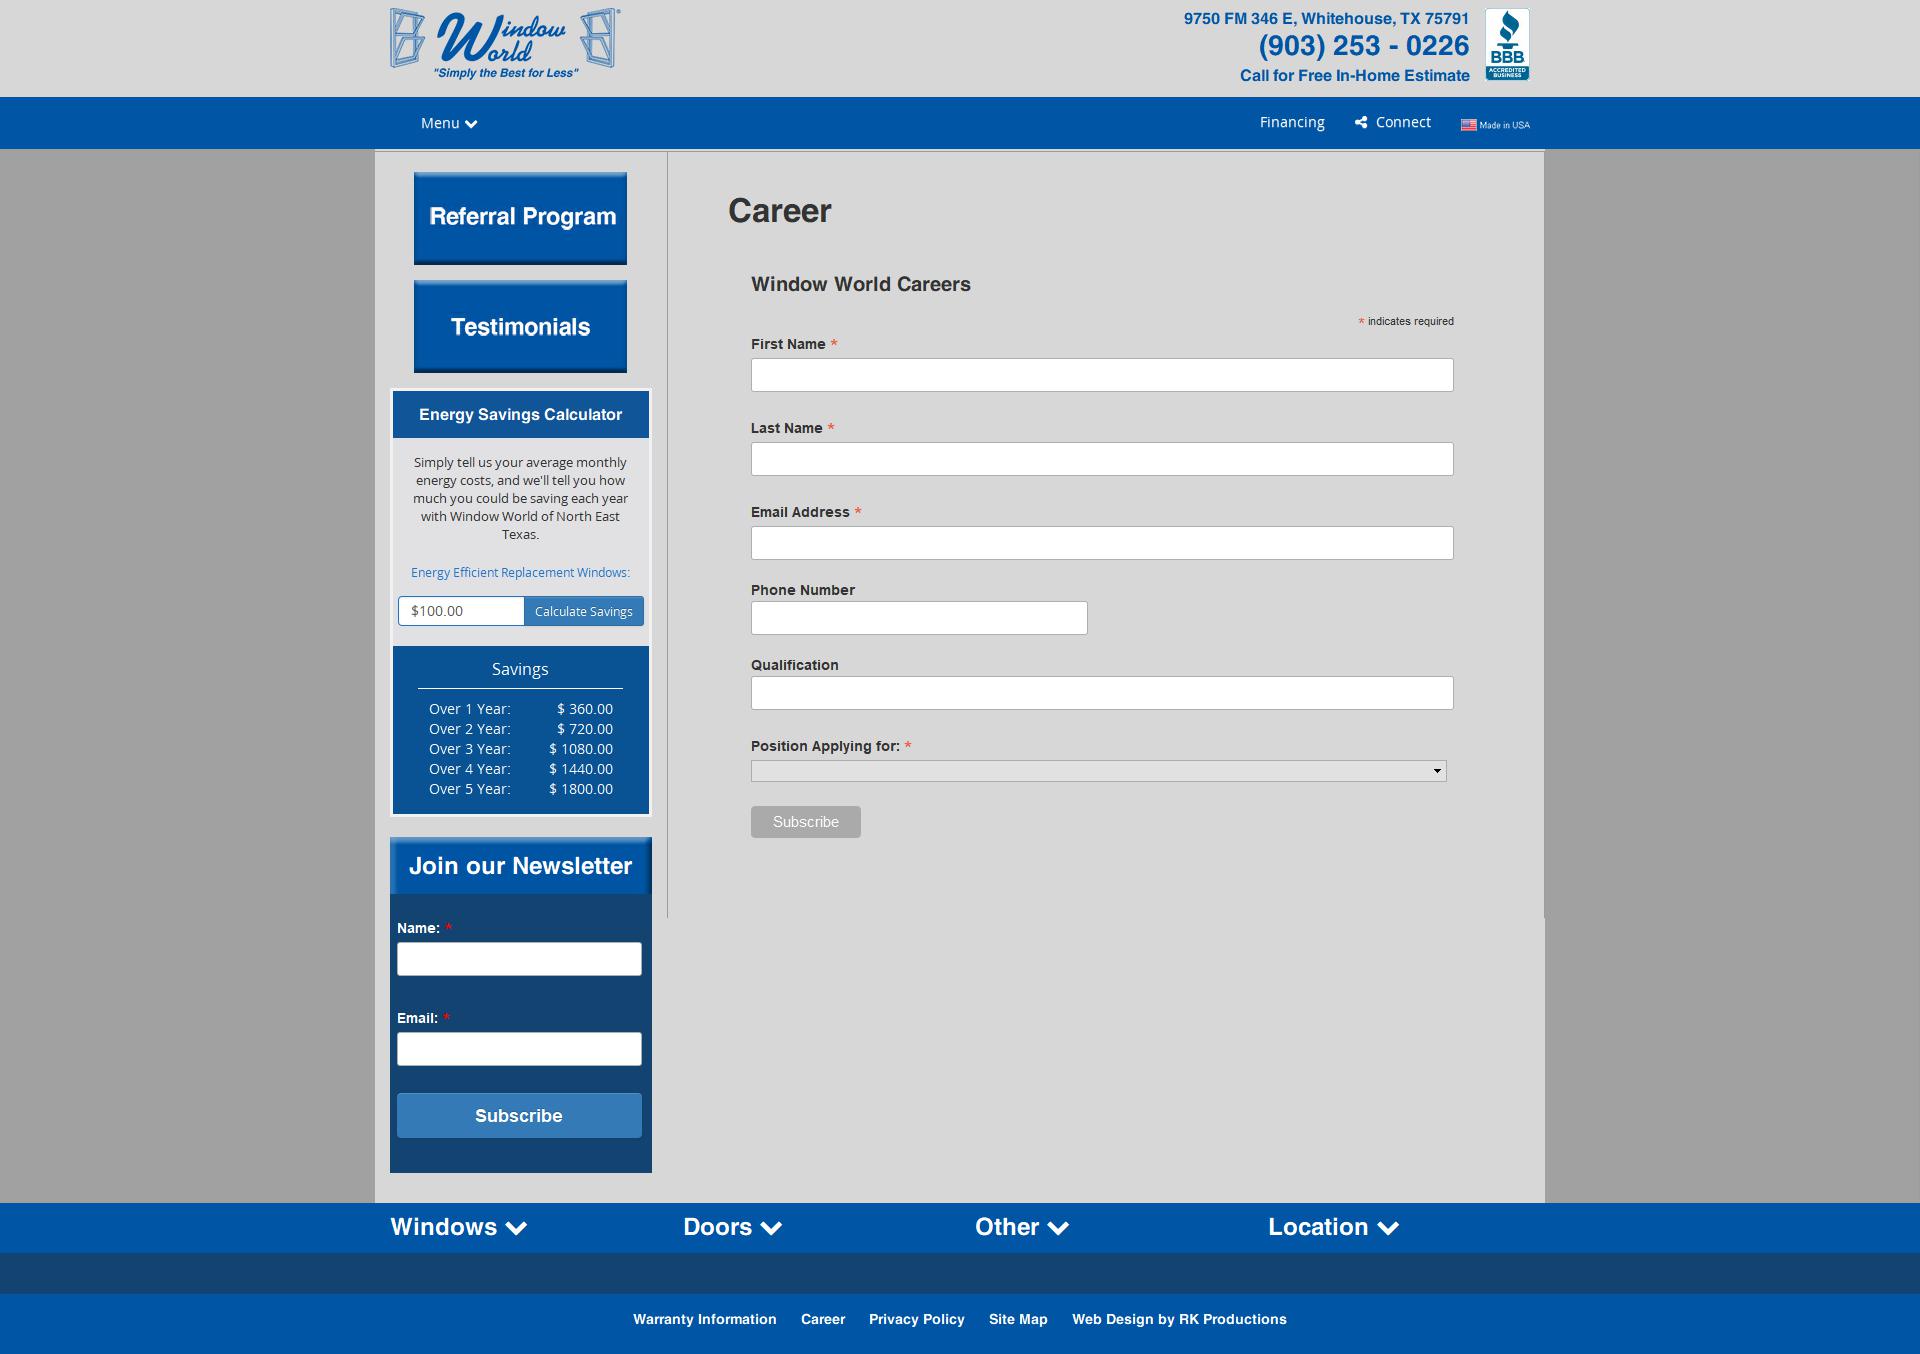 Window World ®
"Simply the Best for Less"
9750 FM 346 E, Whitehouse, TX 75791
(903) 253 - 0226
Call for Free In-Home Estimate
BBB
ACCREDITED
BUSINESS
Menu
Financing
Connect
Made in USA
Referral Program
Testimonials
Energy Savings Calculator
Simply tell us your average monthly
energy costs, and we'll tell you how
much you could be saving each year
with Window World of North East
Texas.
Energy Efficient Replacement Windows:
$100.00 Calculate Savings
Savings
Over 1 Year: $ 360.00
Over 2 Year: $ 720.00
Over 3 Year: $ 1080.00
Over 4 Year: $ 1440.00
Over 5 Year: $ 1800.00
Join our Newsletter
Name: *
Email: *
Subscribe
Career
Window World Careers
* indicates required
First Name *
Last Name *
Email Address *
Phone Number
Qualification
Position Applying for: *
Subscribe
Windows
Doors
Other
Location
Warranty Information Career Privacy Policy Site Map Web Design by RK Productions